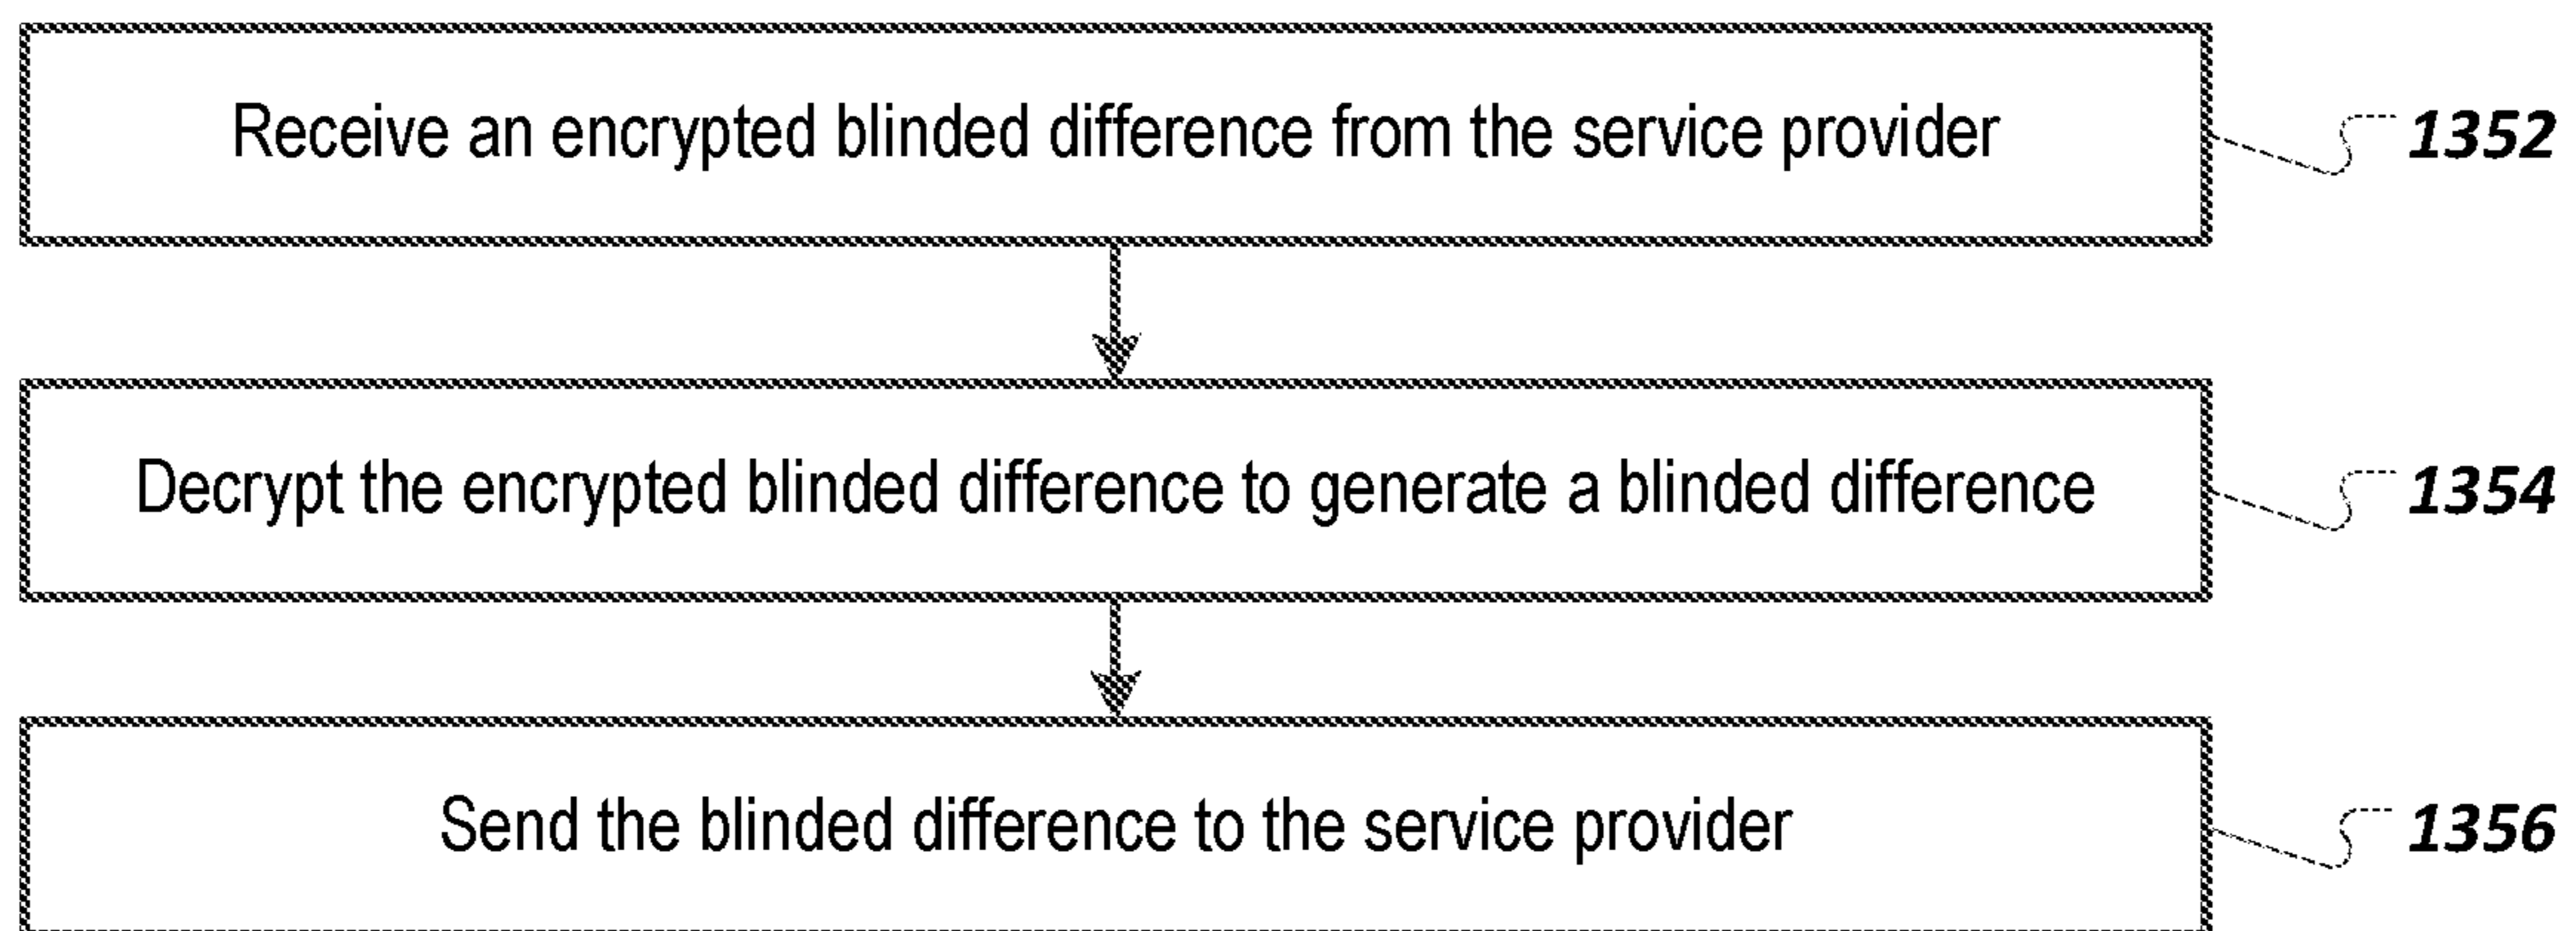 Receive an encrypted blinded difference from the service provider
1352
Decrypt the encrypted blinded difference to generate a blinded difference
1354
Send the blinded difference to the service provider
1356